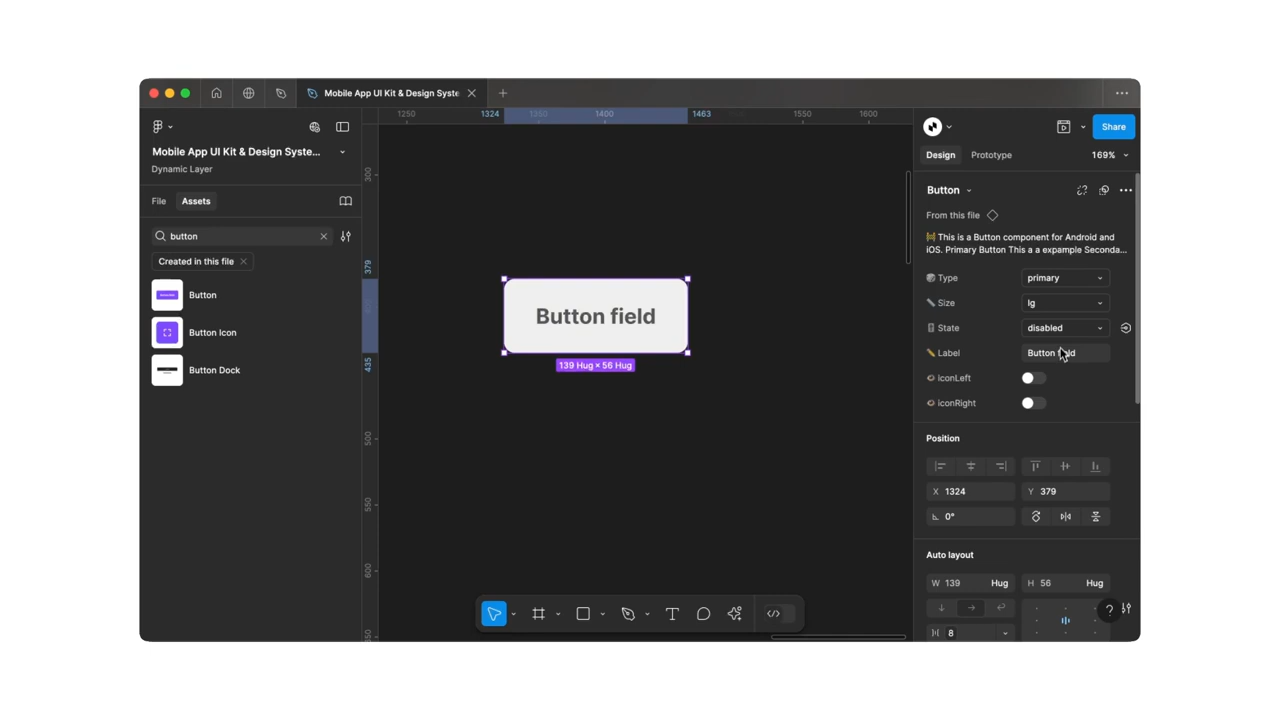 Mobile App UI Kit & Design Syste
Mobile App UI Kit & Design Syste...
Dynamic Layer
File
Assets
button
Created in this file
Button
Button Icon
Button Dock
1250
1324
1350
1400
1463
1550
1600
300
379
435
500
550
600
Button field
139 Hug × 56 Hug
Share
Design
Prototype
169%
Button
From this file
🚧 This is a Button component for Android and
iOS. Primary Button This a a expample Seconda...
Type
primary
Size
lg
State
disabled
Label
Button field
iconLeft
iconRight
Position
X 1324
Y 379
0°
Auto layout
W 139 Hug
H 56 Hug
8
?